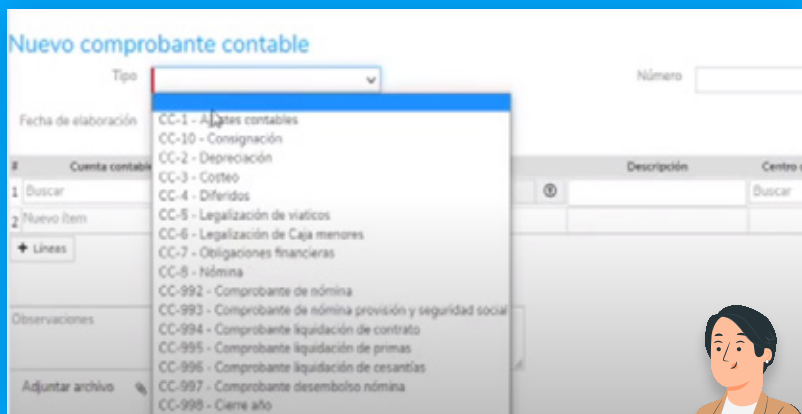 Nuevo comprobante contable
Tipo
Número
Fecha de elaboración
CC-1 - Ajustes contables
CC-10 - Consignación
CC-2 - Depreciación
CC-3 - Costeo
CC-4 - Diferidos
CC-5 - Legalización de viaticos
CC-6 - Legalización de Caja menores
CC-7 - Obligaciones financieras
CC-8 - Nómina
CC-992 - Comprobante de nómina
CC-993 - Comprobante de nómina provisión y seguridad social
CC-994 - Comprobante liquidación de contrato
CC-995 - Comprobante liquidación de primas
CC-996 - Comprobante liquidación de cesantías
CC-997 - Comprobante desembolso nómina
CC-998 - Cierre año
# Cuenta contable Descripción Centro
1 Buscar Buscar
2 Nuevo ítem
+ Líneas
Observaciones
Adjuntar archivo